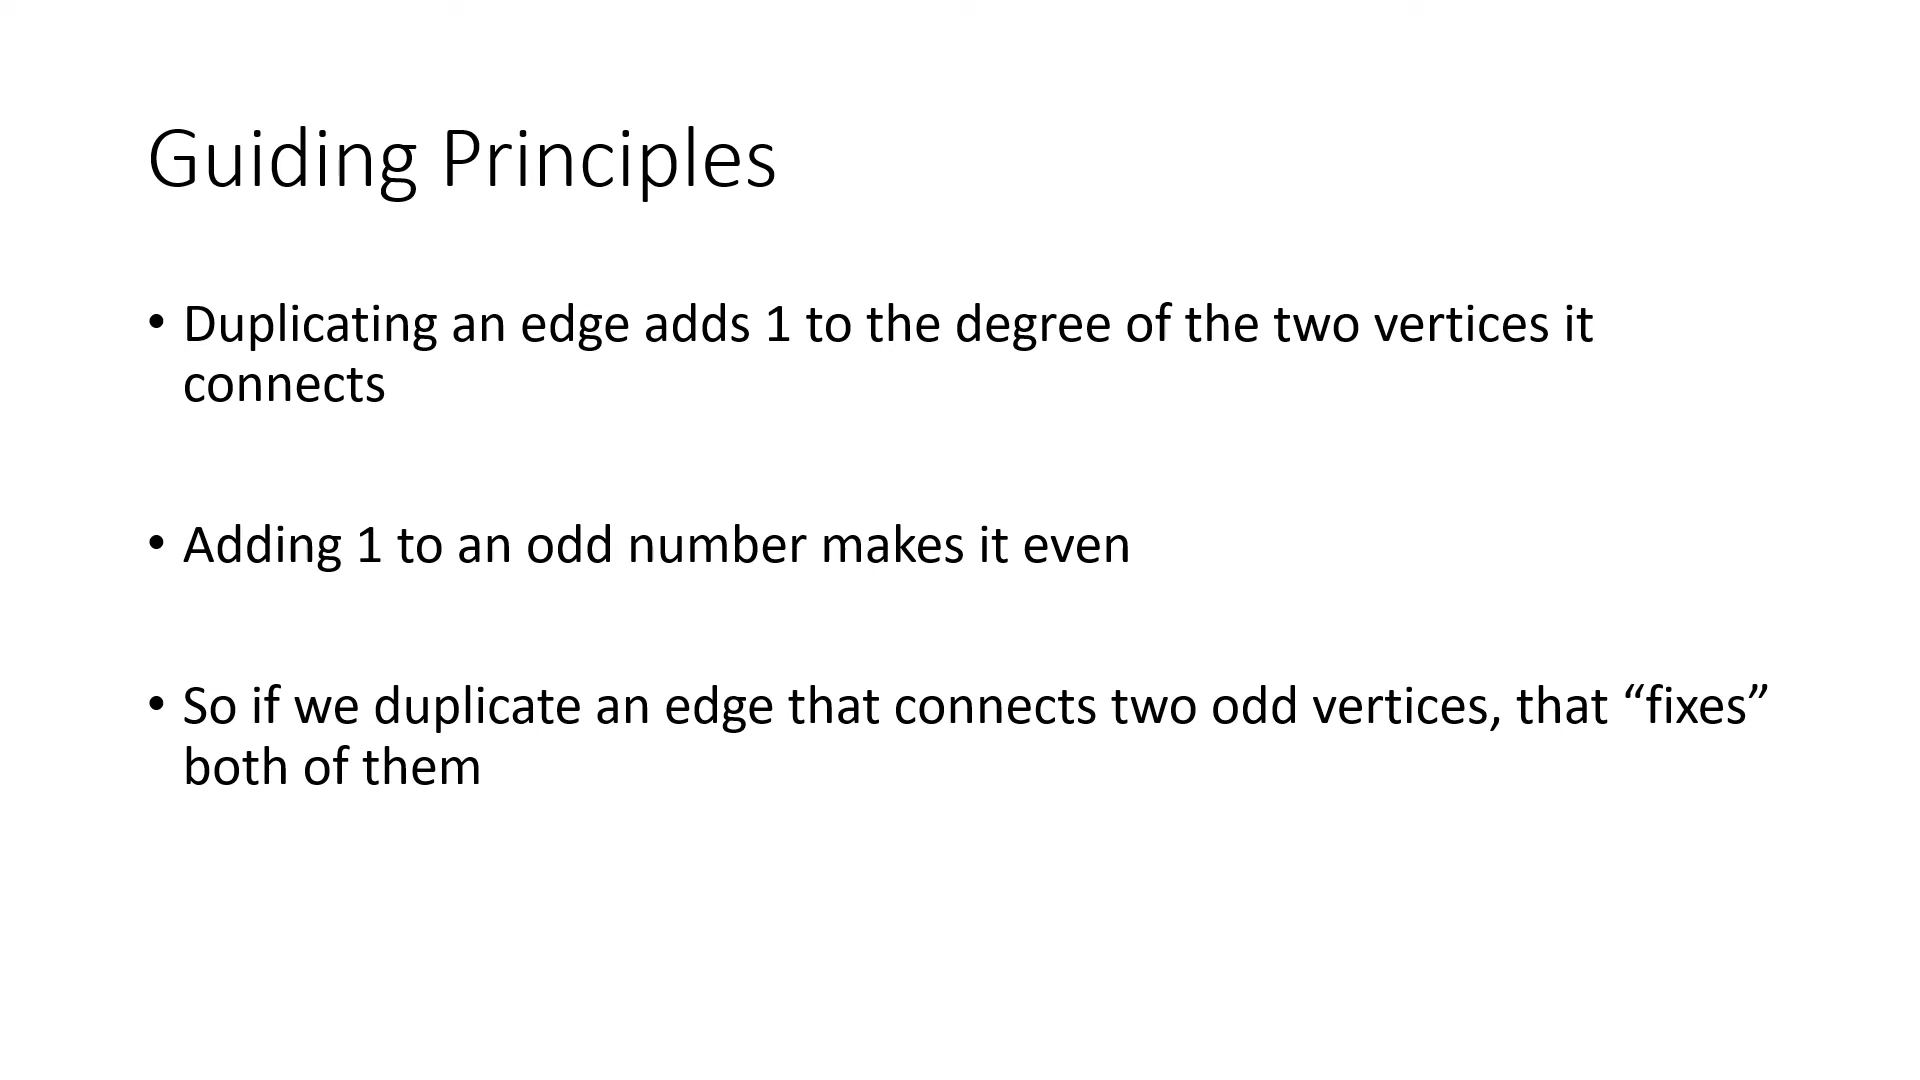 Guiding Principles
• Duplicating an edge adds 1 to the degree of the two vertices it
connects
• Adding 1 to an odd number makes it even
• So if we duplicate an edge that connects two odd vertices, that “fixes”
both of them